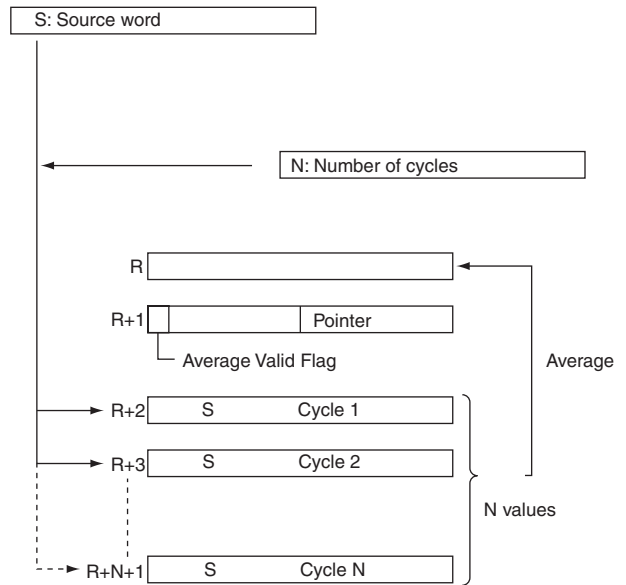 S: Source word
N: Number of cycles
R
R+1 Pointer
Average Valid Flag
Average
R+2 S Cycle 1
R+3 S Cycle 2
N values
R+N+1 S Cycle N